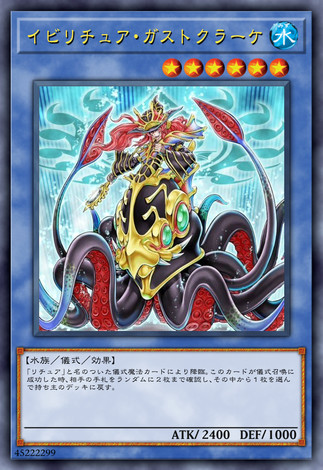 イビリチュア・ガストクラーケ
水
【水族／儀式／効果】
「リチュア」と名のついた儀式魔法カードにより降臨。このカードが儀式召喚に
成功した時、相手の手札をランダムに２枚まで確認し、その中から１枚を選ん
で持ち主のデッキに戻す。
ATK/ 2400 DEF/ 1000
45222299